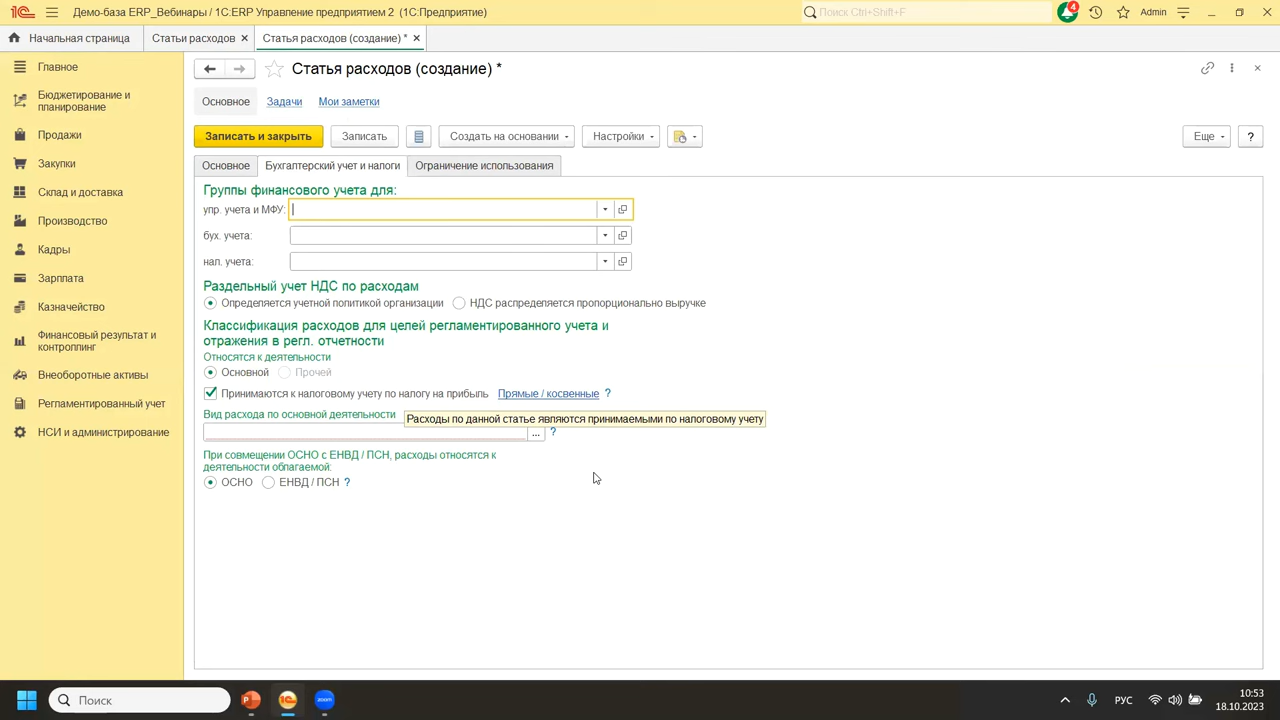 Демо-база ERP_Вебинары / 1С:ERP Управление предприятием 2 (1С:Предприятие)
Поиск Ctrl+Shift+F
4
Admin
Начальная страница
Статьи расходов ×
Статья расходов (создание) * ×
Главное
Бюджетирование и
планирование
Продажи
Закупки
Склад и доставка
Производство
Кадры
Зарплата
Казначейство
Финансовый результат и
контроллинг
Внеоборотные активы
Регламентированный учет
НСИ и администрирование
Статья расходов (создание) *
Основное Задачи Мои заметки
Записать и закрыть Записать Создать на основании Настройки Еще ?
Основное Бухгалтерский учет и налоги Ограничение использования
Группы финансового учета для:
упр. учета и МФУ:
бух. учета:
нал. учета:
Раздельный учет НДС по расходам
Определяется учетной политикой организации НДС распределяется пропорционально выручке
Классификация расходов для целей регламентированного учета и
отражения в регл. отчетности
Относятся к деятельности
Основной Прочей
Принимаются к налоговому учету по налогу на прибыль Прямые / косвенные ?
Вид расхода по основной деятельности
Расходы по данной статье являются принимаемыми по налоговому учету
... ?
При совмещении ОСНО с ЕНВД / ПСН, расходы относятся к
деятельности облагаемой:
ОСНО ЕНВД / ПСН ?
Поиск
P
1С
zoom
РУС
10:53
18.10.2023